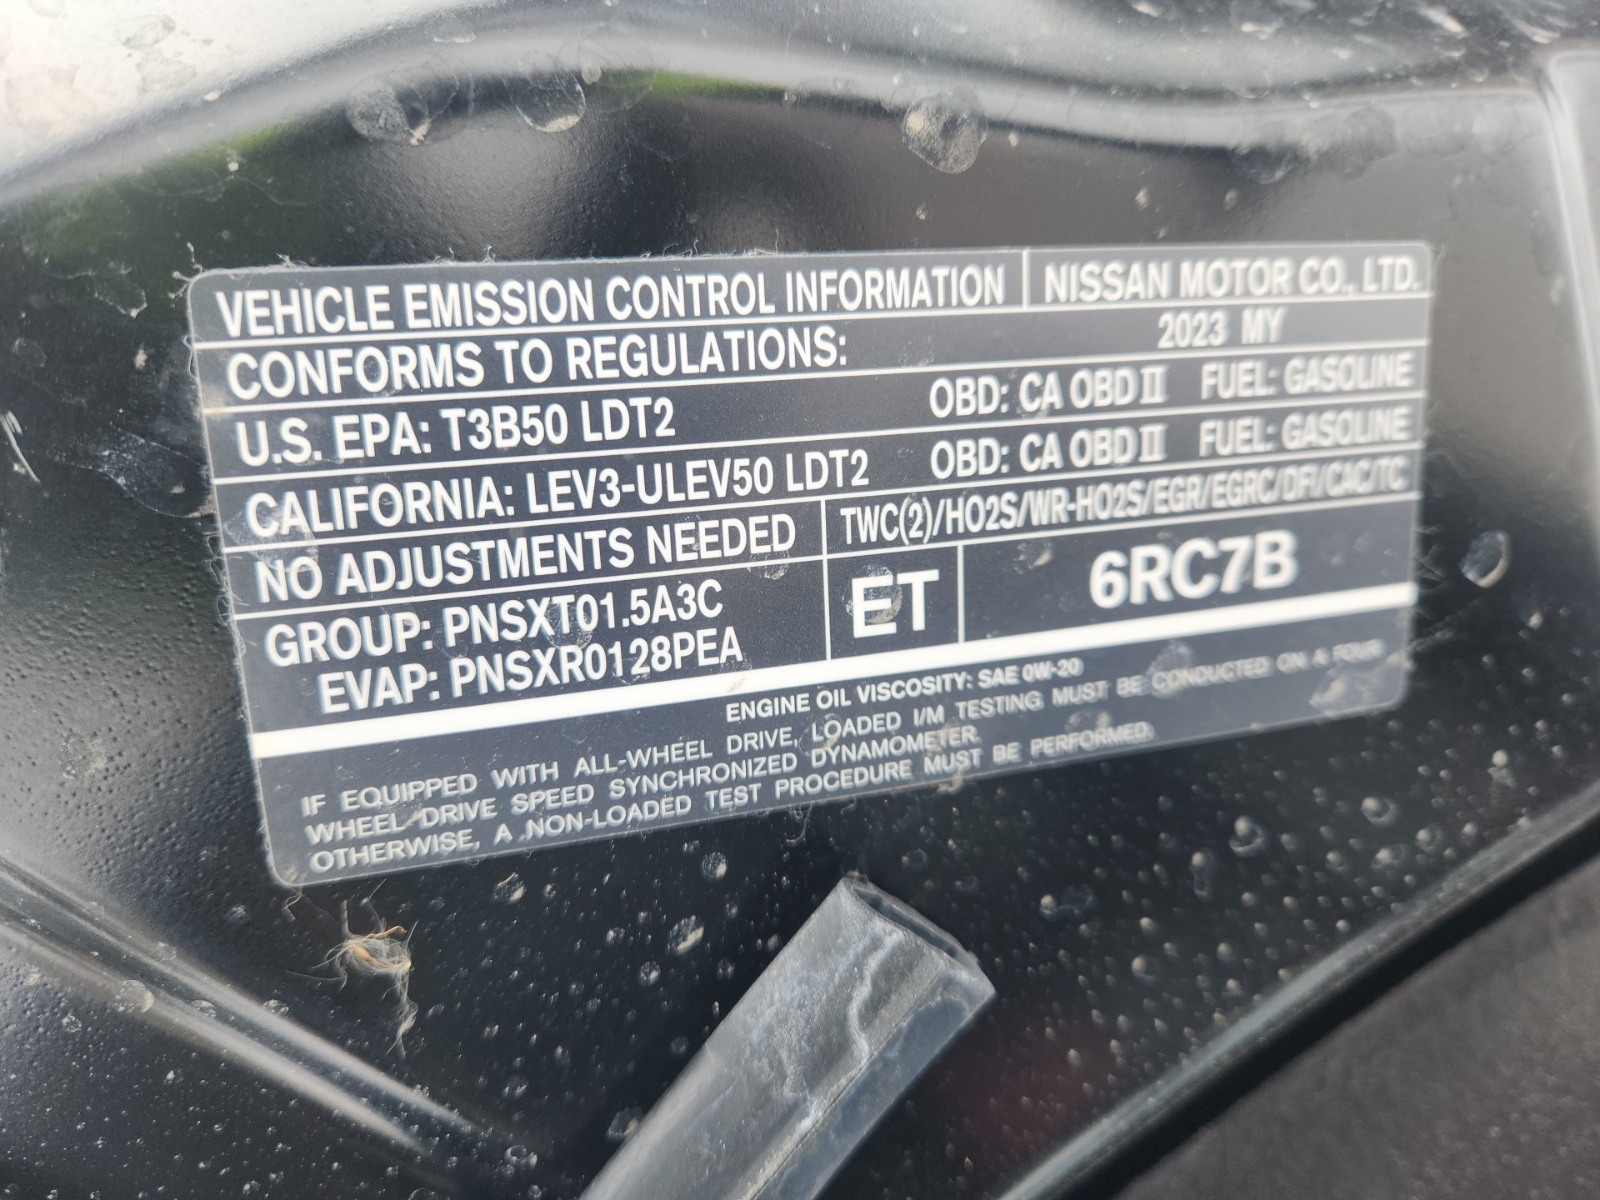 VEHICLE EMISSION CONTROL INFORMATION NISSAN MOTOR CO., LTD.
CONFORMS TO REGULATIONS: 2023 MY
U.S. EPA: T3B50 LDT2 OBD: CA OBD II FUEL: GASOLINE
CALIFORNIA: LEV3-ULEV50 LDT2 OBD: CA OBD II FUEL: GASOLINE
NO ADJUSTMENTS NEEDED TWC(2)/HO2S/WR-HO2S/EGR/EGRC/DFI/CAC/TC
GROUP: PNSXT01.5A3C
EVAP: PNSXR0128PEA
ET 6RC7B
ENGINE OIL VISCOSITY: SAE 0W-20
IF EQUIPPED WITH ALL-WHEEL DRIVE, LOADED I/M TESTING MUST BE CONDUCTED ON A FOUR
WHEEL DRIVE SPEED SYNCHRONIZED DYNAMOMETER.
OTHERWISE, A NON-LOADED TEST PROCEDURE MUST BE PERFORMED.